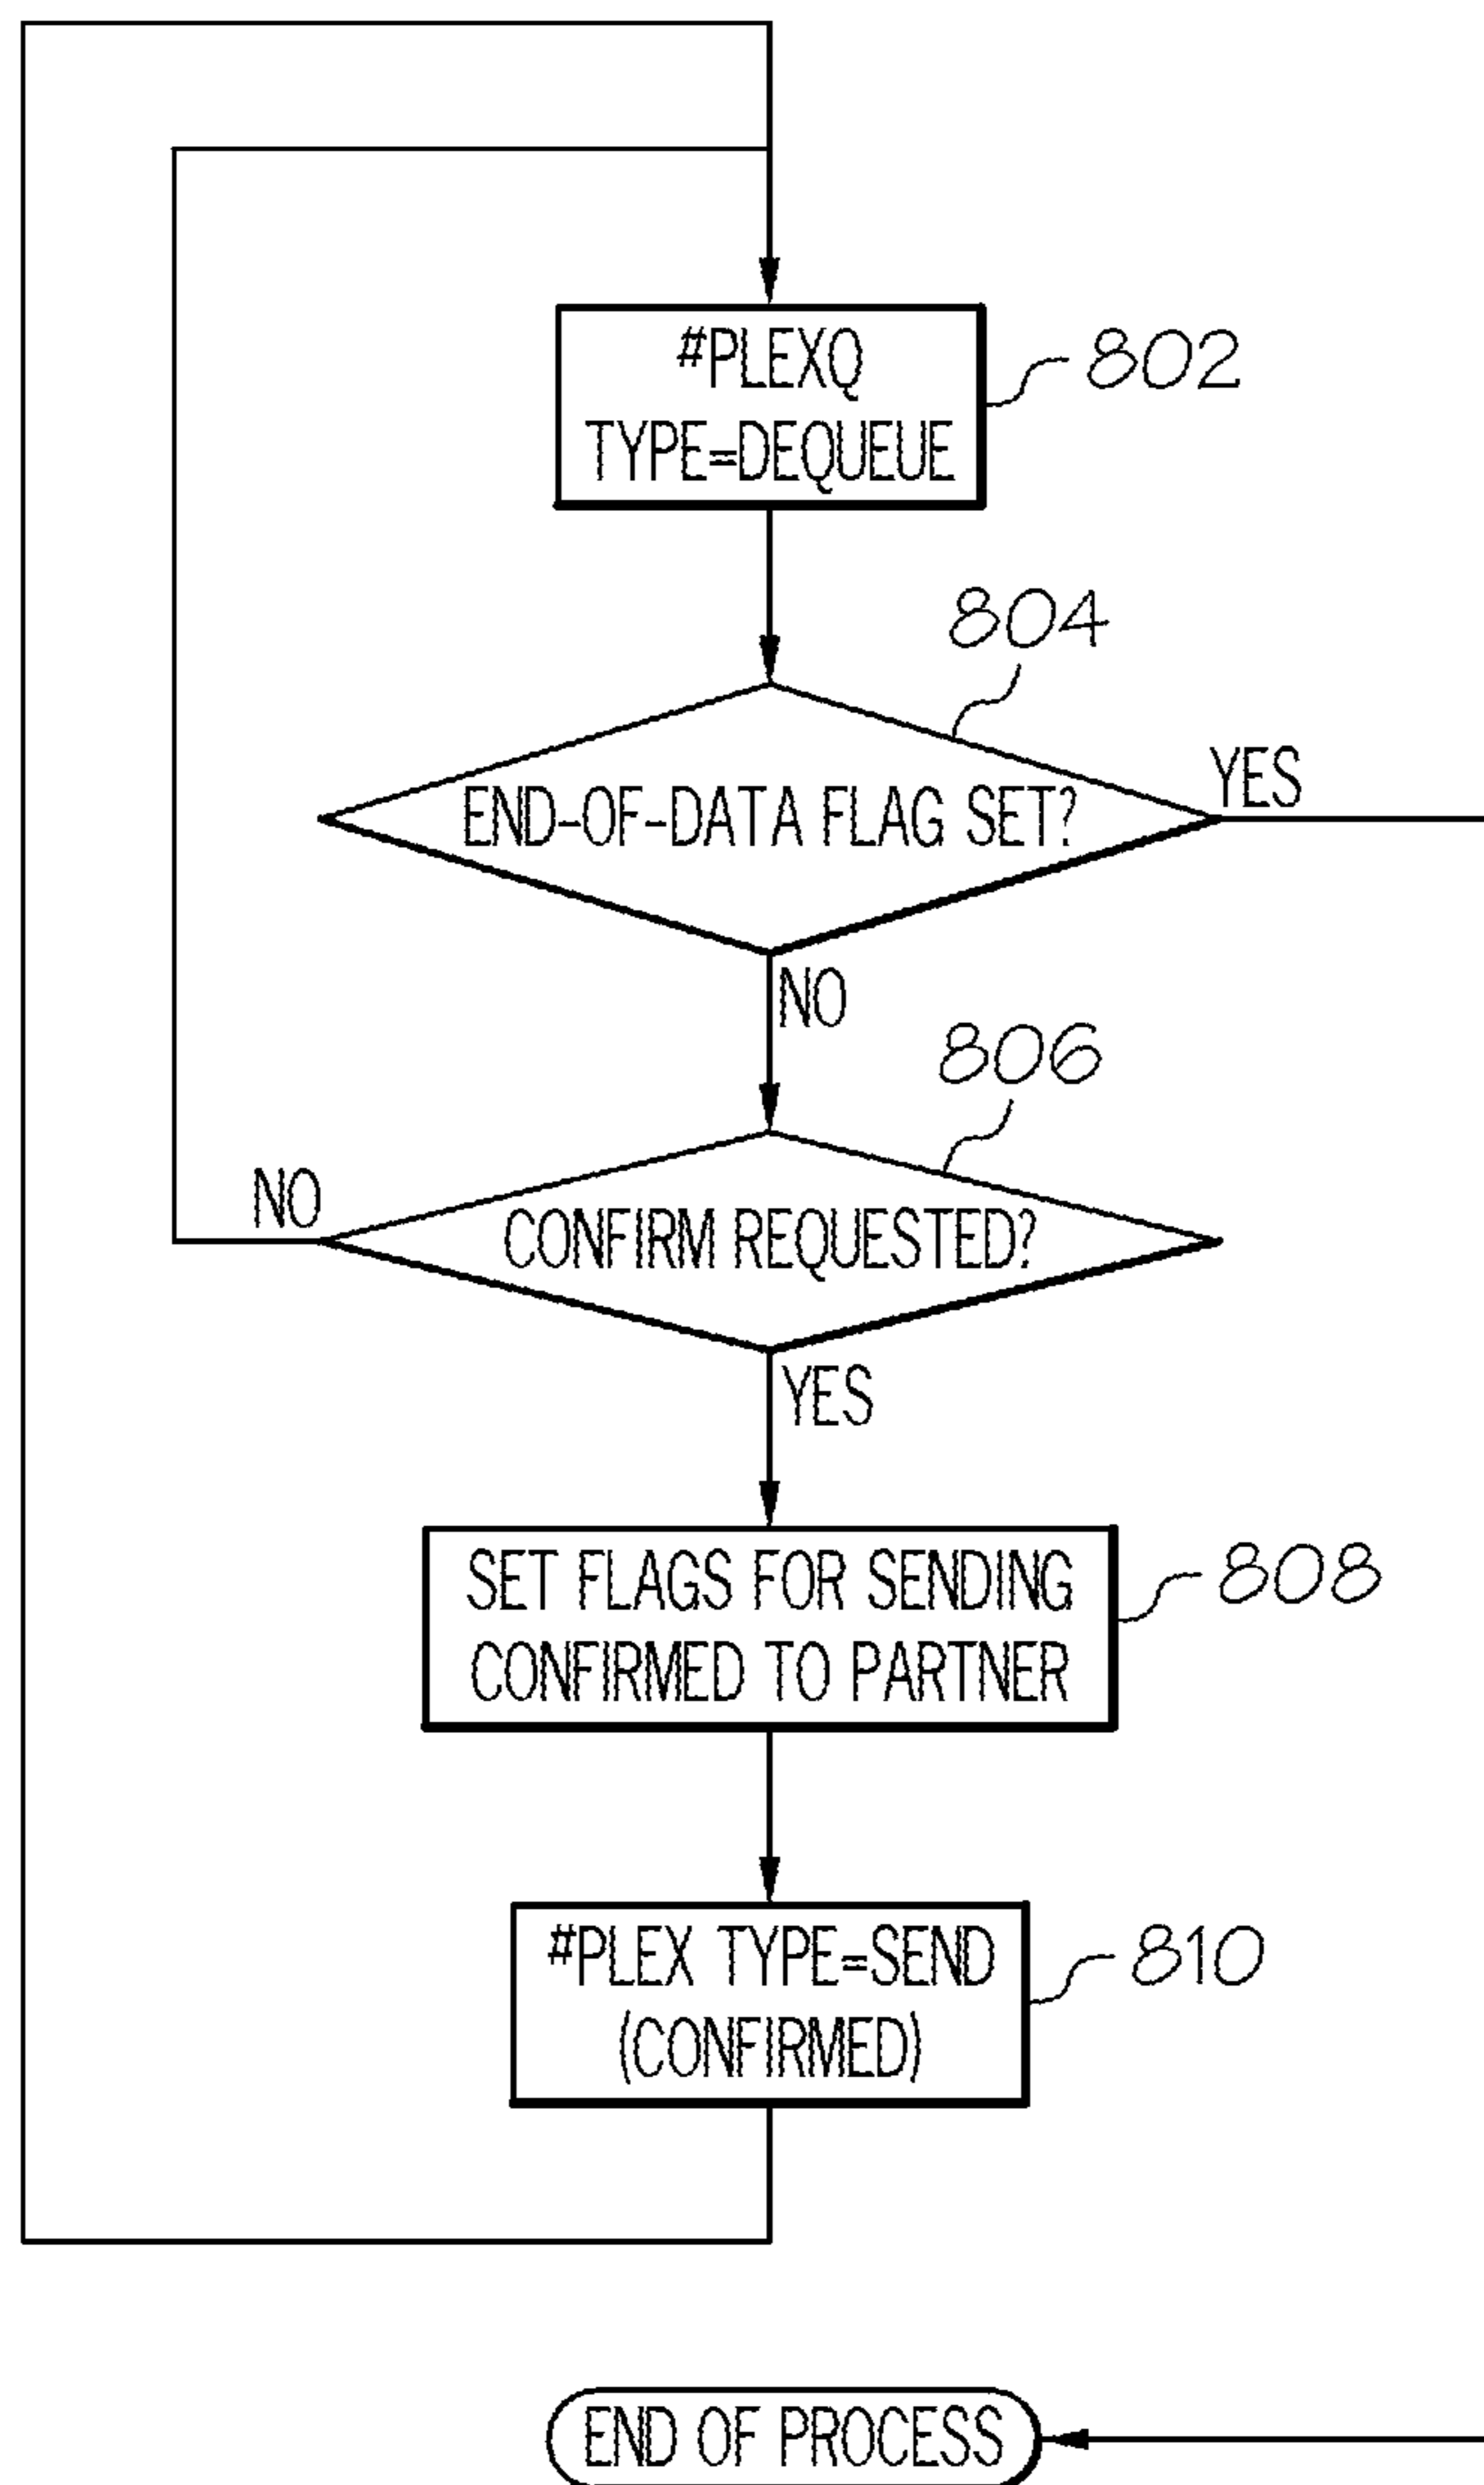 #PLEXQ
TYPE=DEQUEUE
802
804
END-OF-DATA FLAG SET?
YES
NO
806
NO
CONFIRM REQUESTED?
YES
SET FLAGS FOR SENDING
CONFIRMED TO PARTNER
808
#PLEX TYPE=SEND
(CONFIRMED)
810
END OF PROCESS